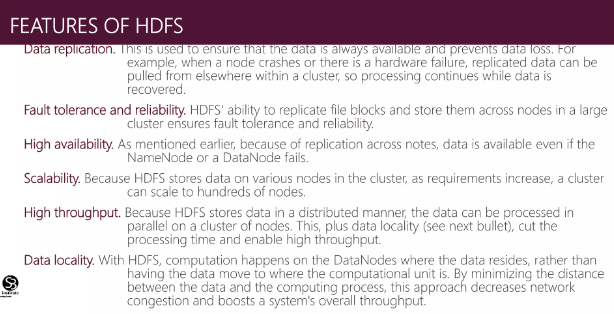 FEATURES OF HDFS
Data replication. This is used to ensure that the data is always available and prevents data loss. For
example, when a node crashes or there is a hardware failure, replicated data can be
pulled from elsewhere within a cluster, so processing continues while data is
recovered.
Fault tolerance and reliability. HDFS' ability to replicate file blocks and store them across nodes in a large
cluster ensures fault tolerance and reliability.
High availability. As mentioned earlier, because of replication across notes, data is available even if the
NameNode or a DataNode fails.
Scalability. Because HDFS stores data on various nodes in the cluster, as requirements increase, a cluster
can scale to hundreds of nodes.
High throughput. Because HDFS stores data in a distributed manner, the data can be processed in
parallel on a cluster of nodes. This, plus data locality (see next bullet), cut the
processing time and enable high throughput.
Data locality. With HDFS, computation happens on the DataNodes where the data resides, rather than
having the data move to where the computational unit is. By minimizing the distance
between the data and the computing process, this approach decreases network
congestion and boosts a system's overall throughput.